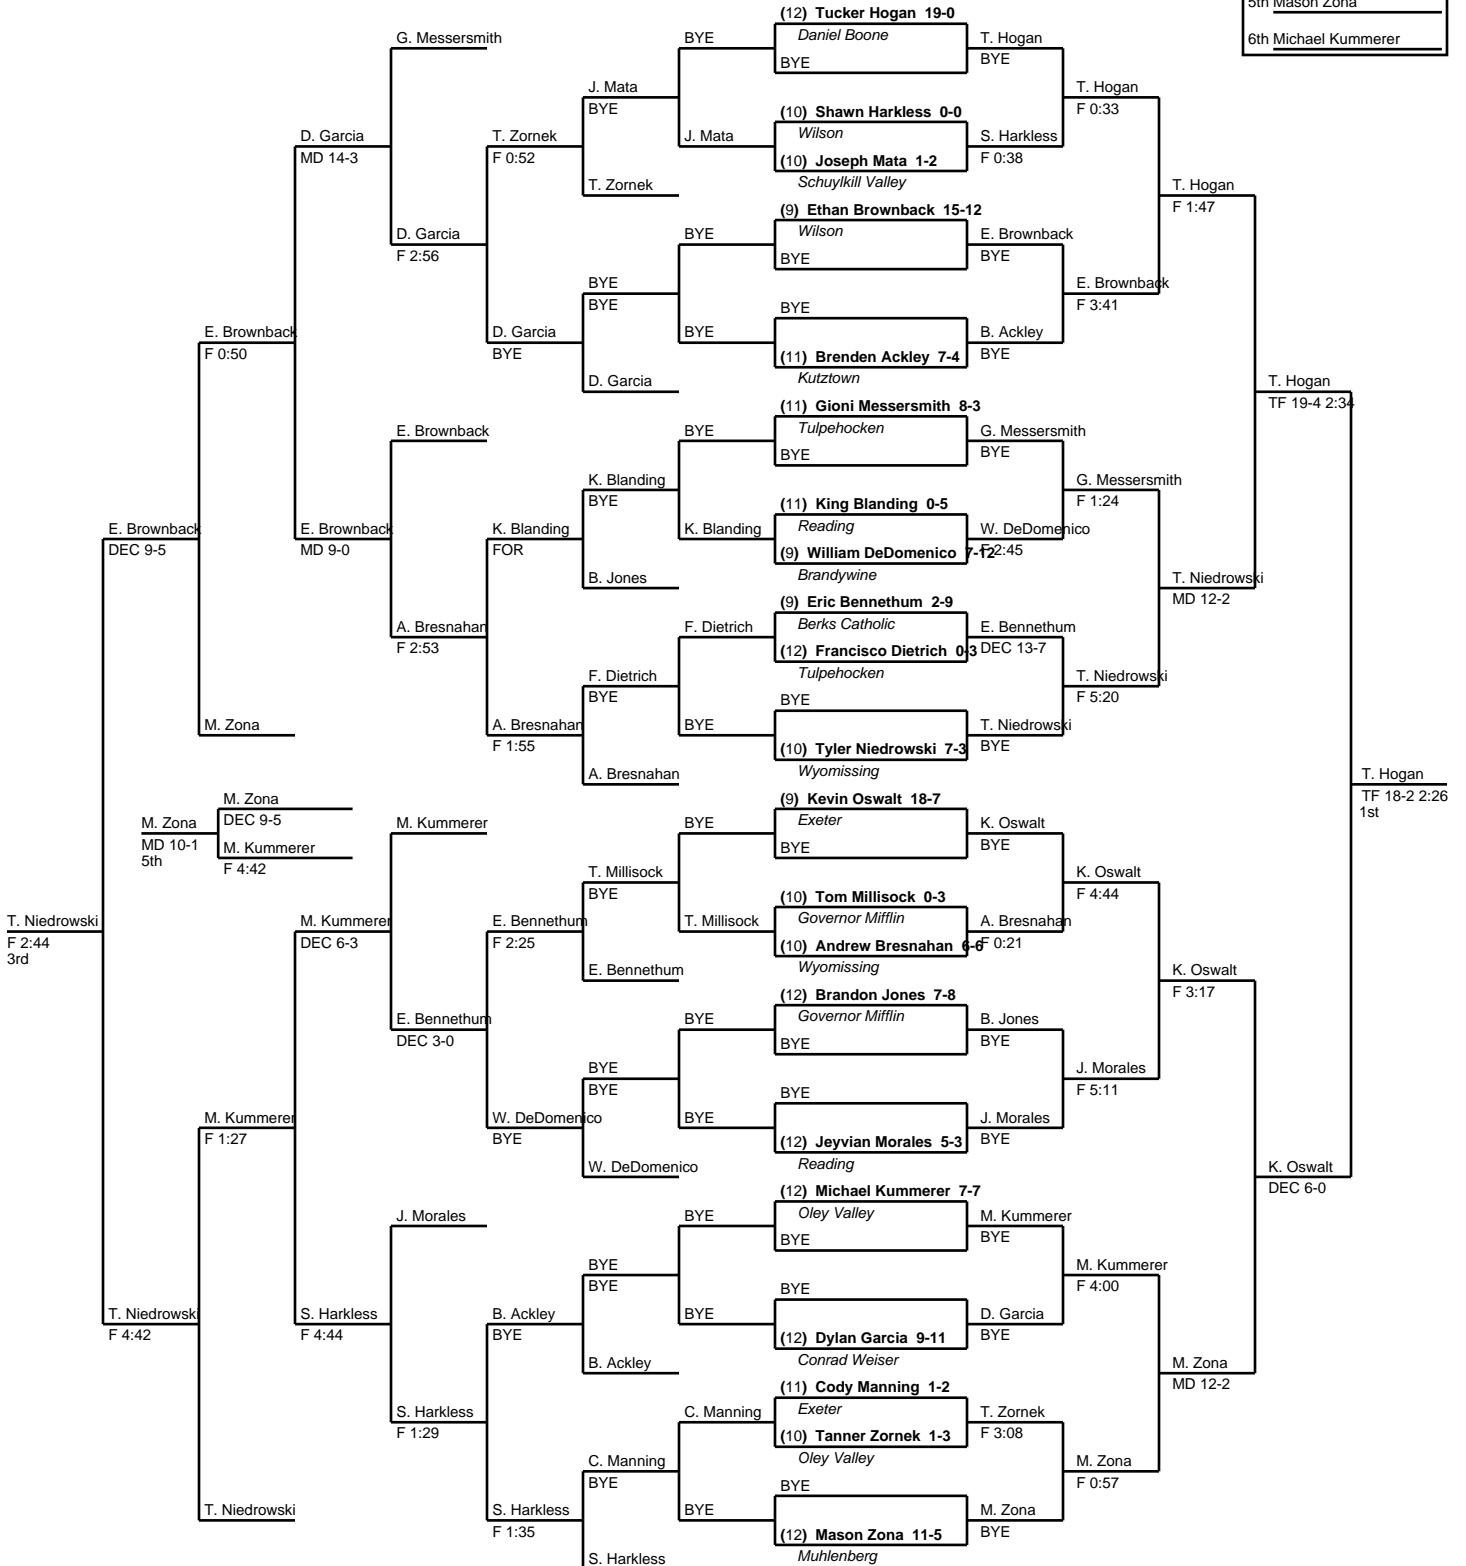 5th Mason Zona
6th Michael Kummerer
(12) Tucker Hogan 19-0
Daniel Boone
BYE
(10) Shawn Harkless 0-0
Wilson
(10) Joseph Mata 1-2
Schuylkill Valley
(9) Ethan Brownback 15-12
Wilson
BYE
BYE
(11) Brenden Ackley 7-4
Kutztown
(11) Gioni Messersmith 8-3
Tulpehocken
BYE
(11) King Blanding 0-5
Reading
(9) William DeDomenico 7-12
Brandywine
(9) Eric Bennethum 2-9
Berks Catholic
(12) Francisco Dietrich 0-3
Tulpehocken
BYE
(10) Tyler Niedrowski 7-3
Wyomissing
(9) Kevin Oswalt 18-7
Exeter
BYE
(10) Tom Millisock 0-3
Governor Mifflin
(10) Andrew Bresnahan 6-6
Wyomissing
(12) Brandon Jones 7-8
Governor Mifflin
BYE
BYE
(12) Jeyvian Morales 5-3
Reading
(12) Michael Kummerer 7-7
Oley Valley
BYE
BYE
(12) Dylan Garcia 9-11
Conrad Weiser
(11) Cody Manning 1-2
Exeter
(10) Tanner Zornek 1-3
Oley Valley
BYE
(12) Mason Zona 11-5
Muhlenberg
T. Hogan
BYE
S. Harkless
F 0:38
E. Brownback
BYE
B. Ackley
BYE
G. Messersmith
BYE
W. DeDomenico
F 2:45
E. Bennethum
DEC 13-7
T. Niedrowski
BYE
K. Oswalt
BYE
A. Bresnahan
F 0:21
B. Jones
BYE
J. Morales
BYE
M. Kummerer
BYE
D. Garcia
BYE
T. Zornek
F 3:08
M. Zona
BYE
T. Hogan
F 0:33
E. Brownback
F 3:41
G. Messersmith
F 1:24
T. Niedrowski
F 5:20
K. Oswalt
F 4:44
J. Morales
F 5:11
M. Kummerer
F 4:00
M. Zona
F 0:57
T. Hogan
F 1:47
T. Niedrowski
MD 12-2
K. Oswalt
F 3:17
M. Zona
MD 12-2
T. Hogan
TF 19-4 2:34
K. Oswalt
DEC 6-0
T. Hogan
TF 18-2 2:26
1st
BYE
J. Mata
BYE
BYE
BYE
K. Blanding
F. Dietrich
BYE
BYE
T. Millisock
BYE
BYE
BYE
BYE
C. Manning
BYE
J. Mata
BYE
T. Zornek
BYE
BYE
D. Garcia
K. Blanding
BYE
B. Jones
F. Dietrich
BYE
A. Bresnahan
T. Millisock
BYE
E. Bennethum
BYE
BYE
W. DeDomenico
BYE
BYE
B. Ackley
C. Manning
BYE
S. Harkless
T. Zornek
F 0:52
D. Garcia
BYE
K. Blanding
FOR
A. Bresnahan
F 1:55
E. Bennethum
F 2:25
W. DeDomenico
BYE
B. Ackley
BYE
S. Harkless
F 1:35
G. Messersmith
D. Garcia
F 2:56
E. Brownback
A. Bresnahan
F 2:53
M. Kummerer
E. Bennethum
DEC 3-0
J. Morales
S. Harkless
F 1:29
D. Garcia
MD 14-3
E. Brownback
MD 9-0
M. Kummerer
DEC 6-3
S. Harkless
F 4:44
E. Brownback
F 0:50
M. Zona
M. Kummerer
F 1:27
T. Niedrowski
E. Brownback
DEC 9-5
T. Niedrowski
F 4:42
T. Niedrowski
F 2:44
3rd
M. Zona
DEC 9-5
M. Kummerer
F 4:42
M. Zona
MD 10-1
5th